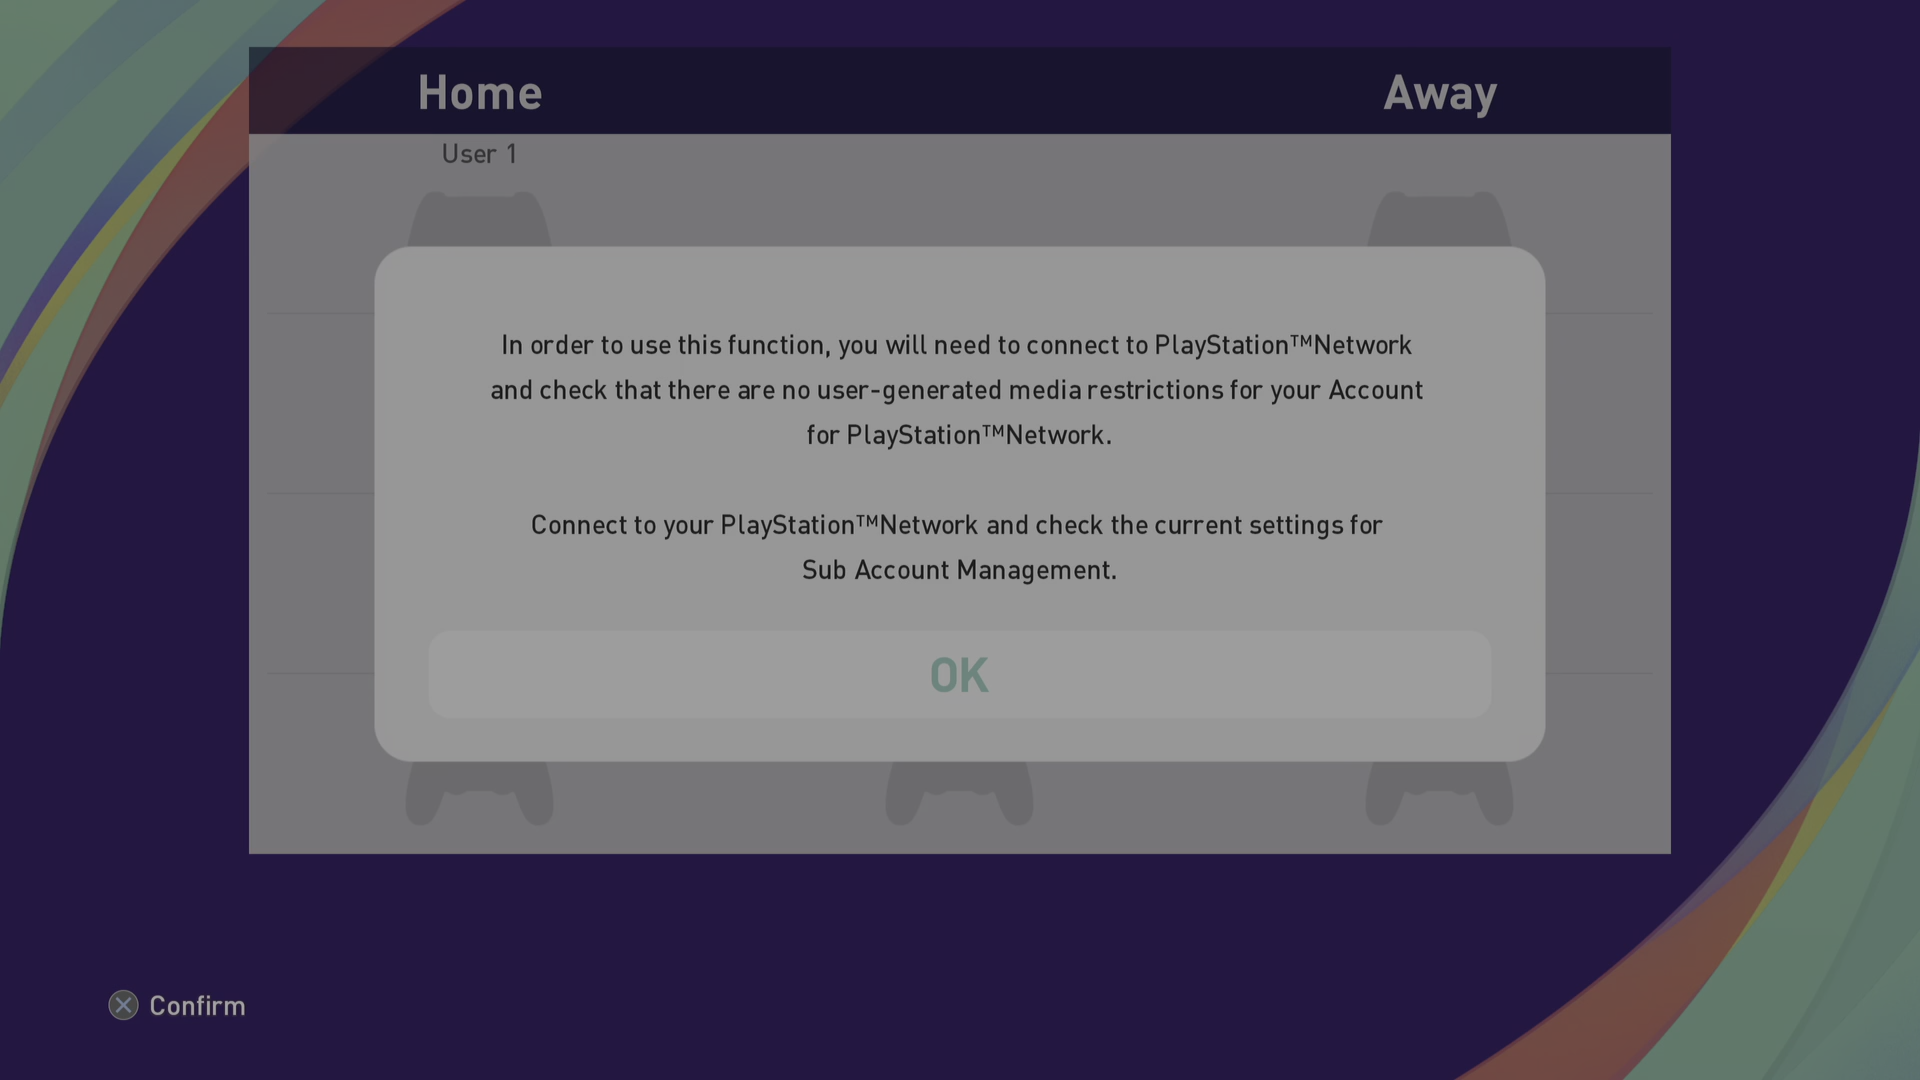 Home
Away
User 1
In order to use this function, you will need to connect to PlayStation™Network
and check that there are no user-generated media restrictions for your Account
for PlayStation™Network.
Connect to your PlayStation™Network and check the current settings for
Sub Account Management.
OK
Confirm